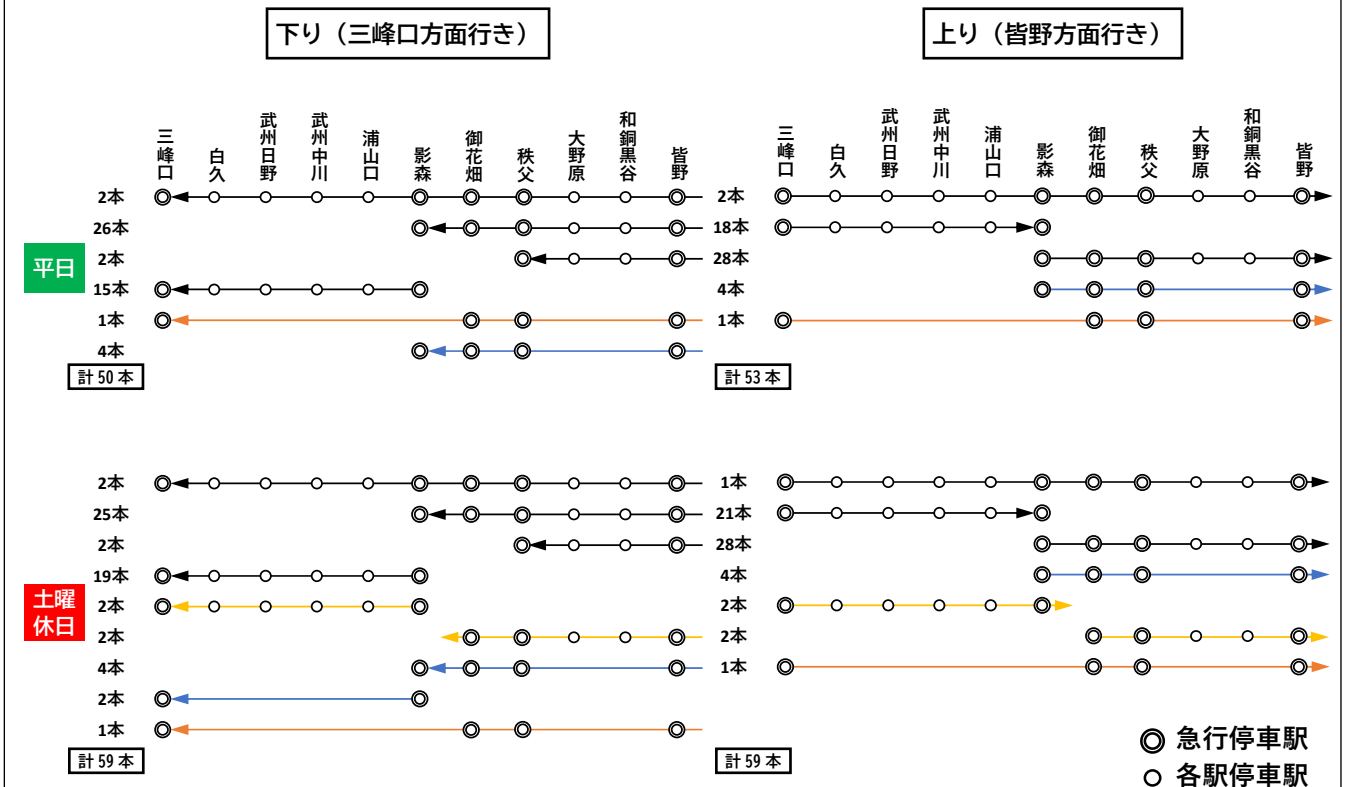 下り（三峰口方面行き）
上り（皆野方面行き）
三峰口
白久
武州日野
武州中川
浦山口
影森
御花畑
秩父
大野原
和銅黒谷
皆野
三峰口
白久
武州日野
武州中川
浦山口
影森
御花畑
秩父
大野原
和銅黒谷
皆野
平日
2本
26本
2本
15本
1本
4本
計50本
2本
18本
28本
4本
1本
計53本
土曜
休日
2本
25本
2本
19本
2本
2本
4本
2本
1本
計59本
1本
21本
28本
4本
2本
2本
1本
計59本
急行停車駅
各駅停車駅